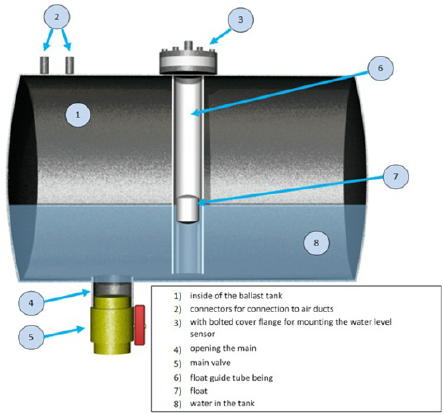 2
3
6
1
7
8
4
5
1) inside of the ballast tank
2) connectors for connection to air ducts
3) with bolted cover flange for mounting the water level
sensor
4) opening the main
5) main valve
6) float guide tube being
7) float
8) water in the tank